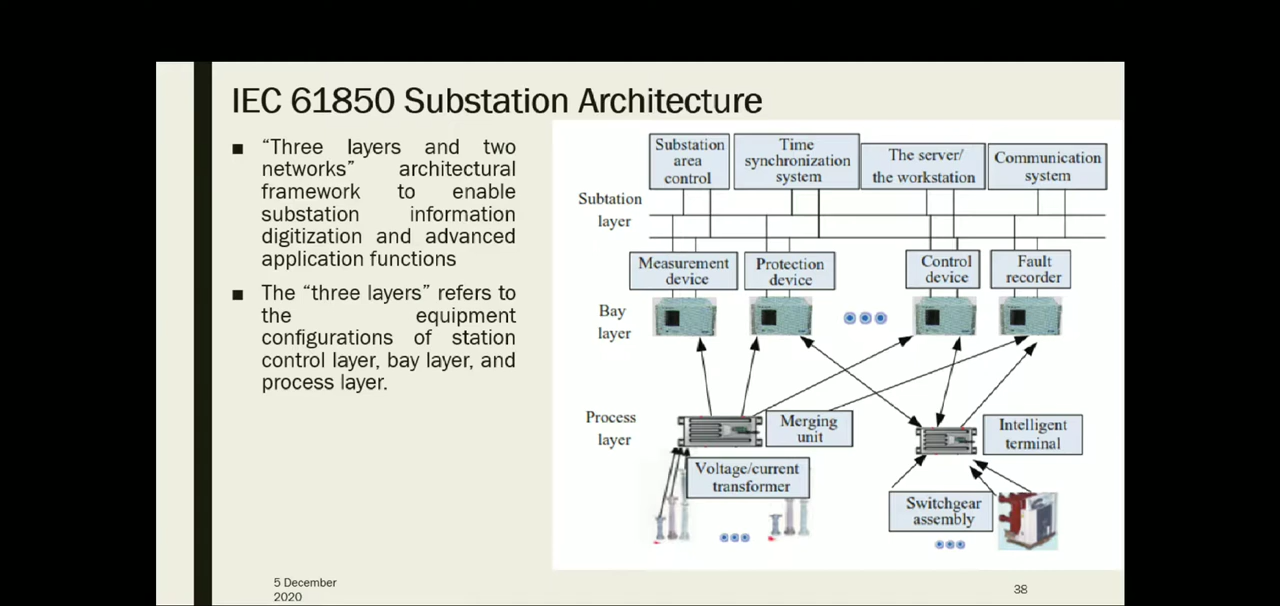 IEC 61850 Substation Architecture
■ “Three layers and two
networks” architectural
framework to enable
substation information
digitization and advanced
application functions
■ The “three layers” refers to
the equipment
configurations of station
control layer, bay layer, and
process layer.
Substation
area
control
Time
synchronization
system
The server/
the workstation
Communication
system
Subtation
layer
Measurement
device
Protection
device
Control
device
Fault
recorder
Bay
layer
Process
layer
Merging
unit
Intelligent
terminal
Voltage/current
transformer
Switchgear
assembly
5 December
2020
38